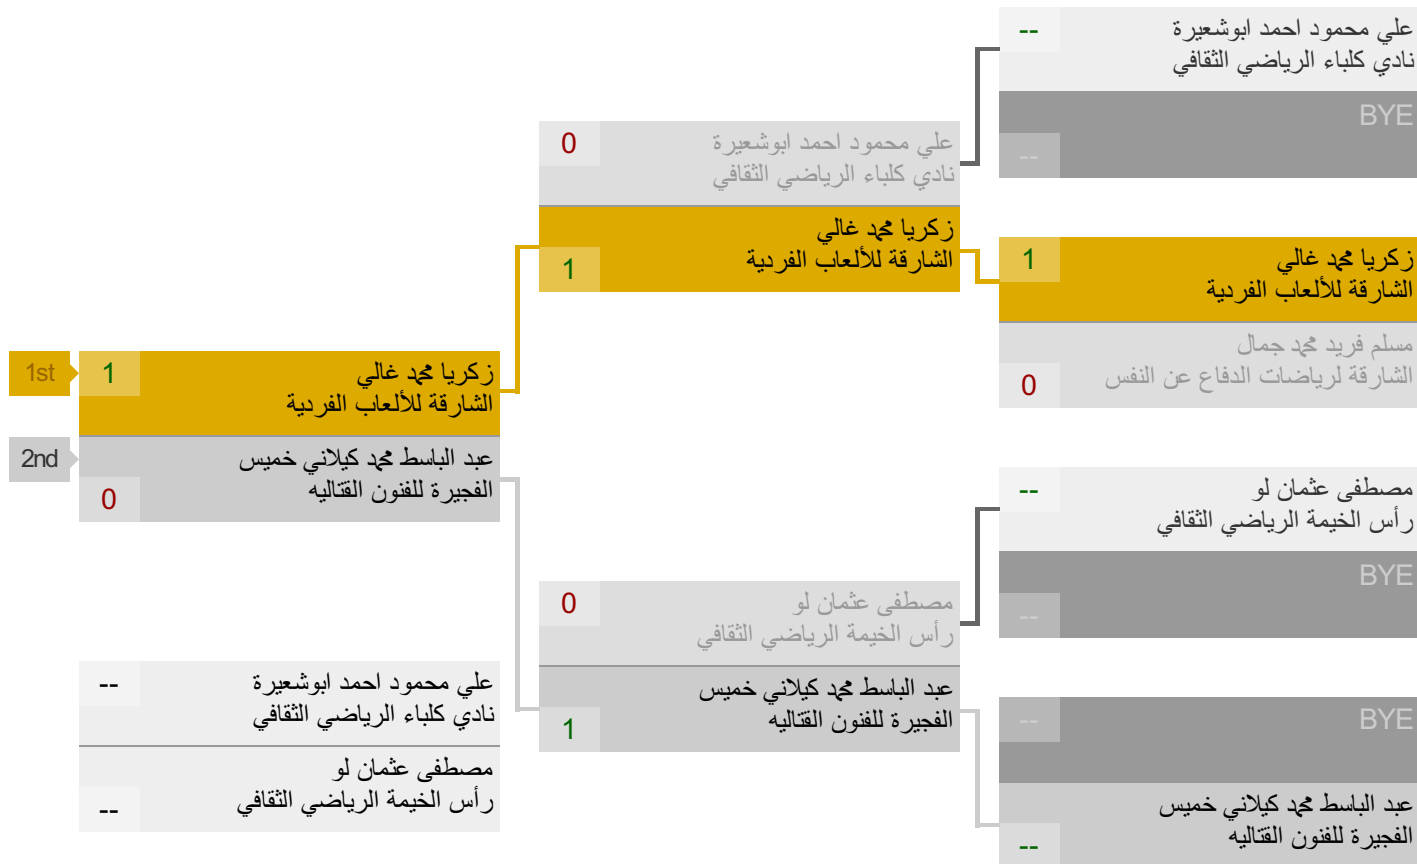 --
علي محمود احمد ابوشعيرة
نادي كلباء الرياضي الثقافي
BYE
--
1
زكريا محمد غالي
الشارقة للألعاب الفردية
مسلم فريد محمد جمال
الشارقة لرياضات الدفاع عن النفس
0
--
مصطفى عثمان لو
رأس الخيمة الرياضي الثقافي
BYE
--
BYE
--
عبد الباسط محمد كيلاني خميس
الفجيرة للفنون القتاليه
--
0
علي محمود احمد ابوشعيرة
نادي كلباء الرياضي الثقافي
زكريا محمد غالي
الشارقة للألعاب الفردية
1
0
مصطفى عثمان لو
رأس الخيمة الرياضي الثقافي
عبد الباسط محمد كيلاني خميس
الفجيرة للفنون القتاليه
1
1st
1
زكريا محمد غالي
الشارقة للألعاب الفردية
2nd
عبد الباسط محمد كيلاني خميس
الفجيرة للفنون القتاليه
0
--
علي محمود احمد ابوشعيرة
نادي كلباء الرياضي الثقافي
مصطفى عثمان لو
رأس الخيمة الرياضي الثقافي
--